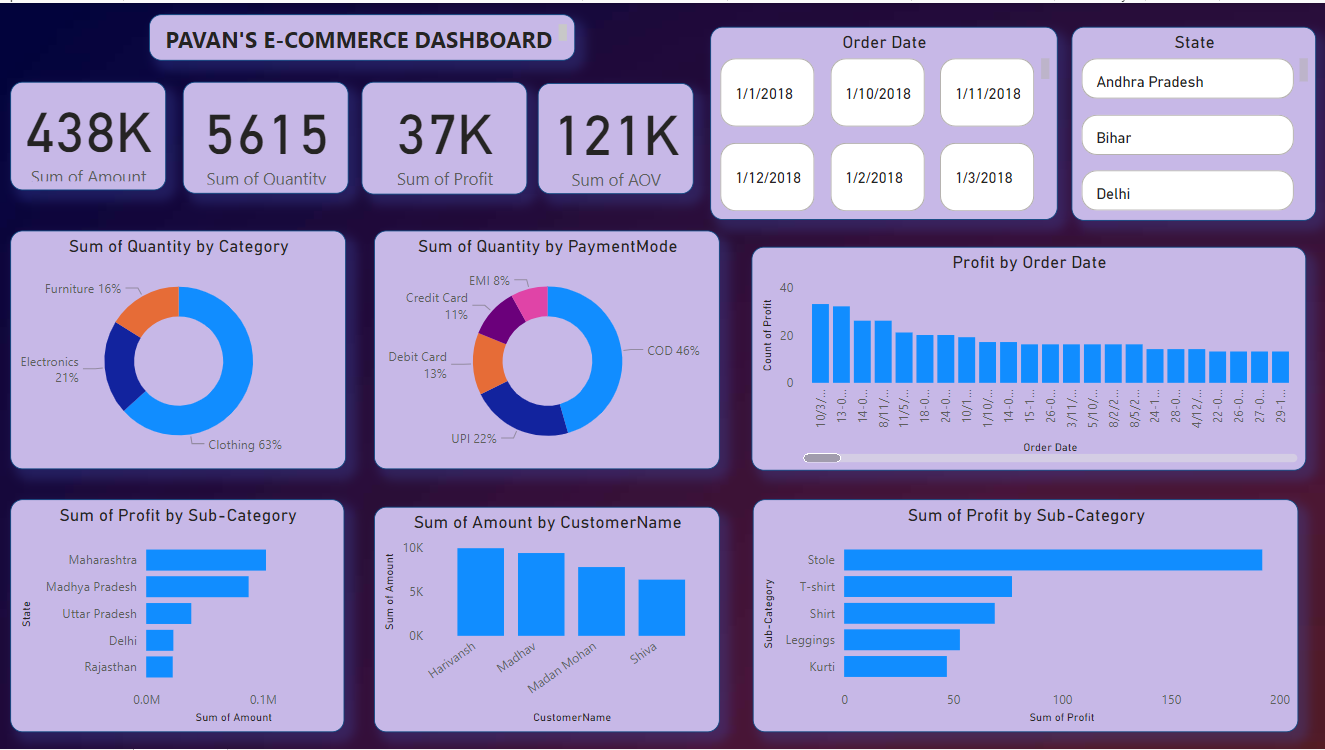 PAVAN'S E-COMMERCE DASHBOARD
438K
Sum of Amount
5615
Sum of Quantity
37K
Sum of Profit
121K
Sum of AOV
Order Date
1/1/2018
1/10/2018
1/11/2018
1/12/2018
1/2/2018
1/3/2018
State
Andhra Pradesh
Bihar
Delhi
Sum of Quantity by Category
Furniture 16%
Electronics
21%
Clothing 63%
Sum of Quantity by PaymentMode
EMI 8%
Credit Card
11%
Debit Card
13%
UPI 22%
COD 46%
Profit by Order Date
Count of Profit
40
20
0
10/3/...
13-0...
14-0...
8/11/...
11/5/...
18-0...
24-0...
10/1...
1/10/...
14-0...
15-1...
26-0...
3/11/...
5/10/...
8/2/2...
8/5/2...
24-1...
28-0...
4/12/...
22-0...
26-0...
27-0...
29-1...
Order Date
Sum of Profit by Sub-Category
State
Maharashtra
Madhya Pradesh
Uttar Pradesh
Delhi
Rajasthan
0.0M
0.1M
Sum of Amount
Sum of Amount by CustomerName
Sum of Amount
10K
5K
0K
Harivansh
Madhav
Madan Mohan
Shiva
CustomerName
Sum of Profit by Sub-Category
Sub-Category
Stole
T-shirt
Shirt
Leggings
Kurti
0
50
100
150
200
Sum of Profit